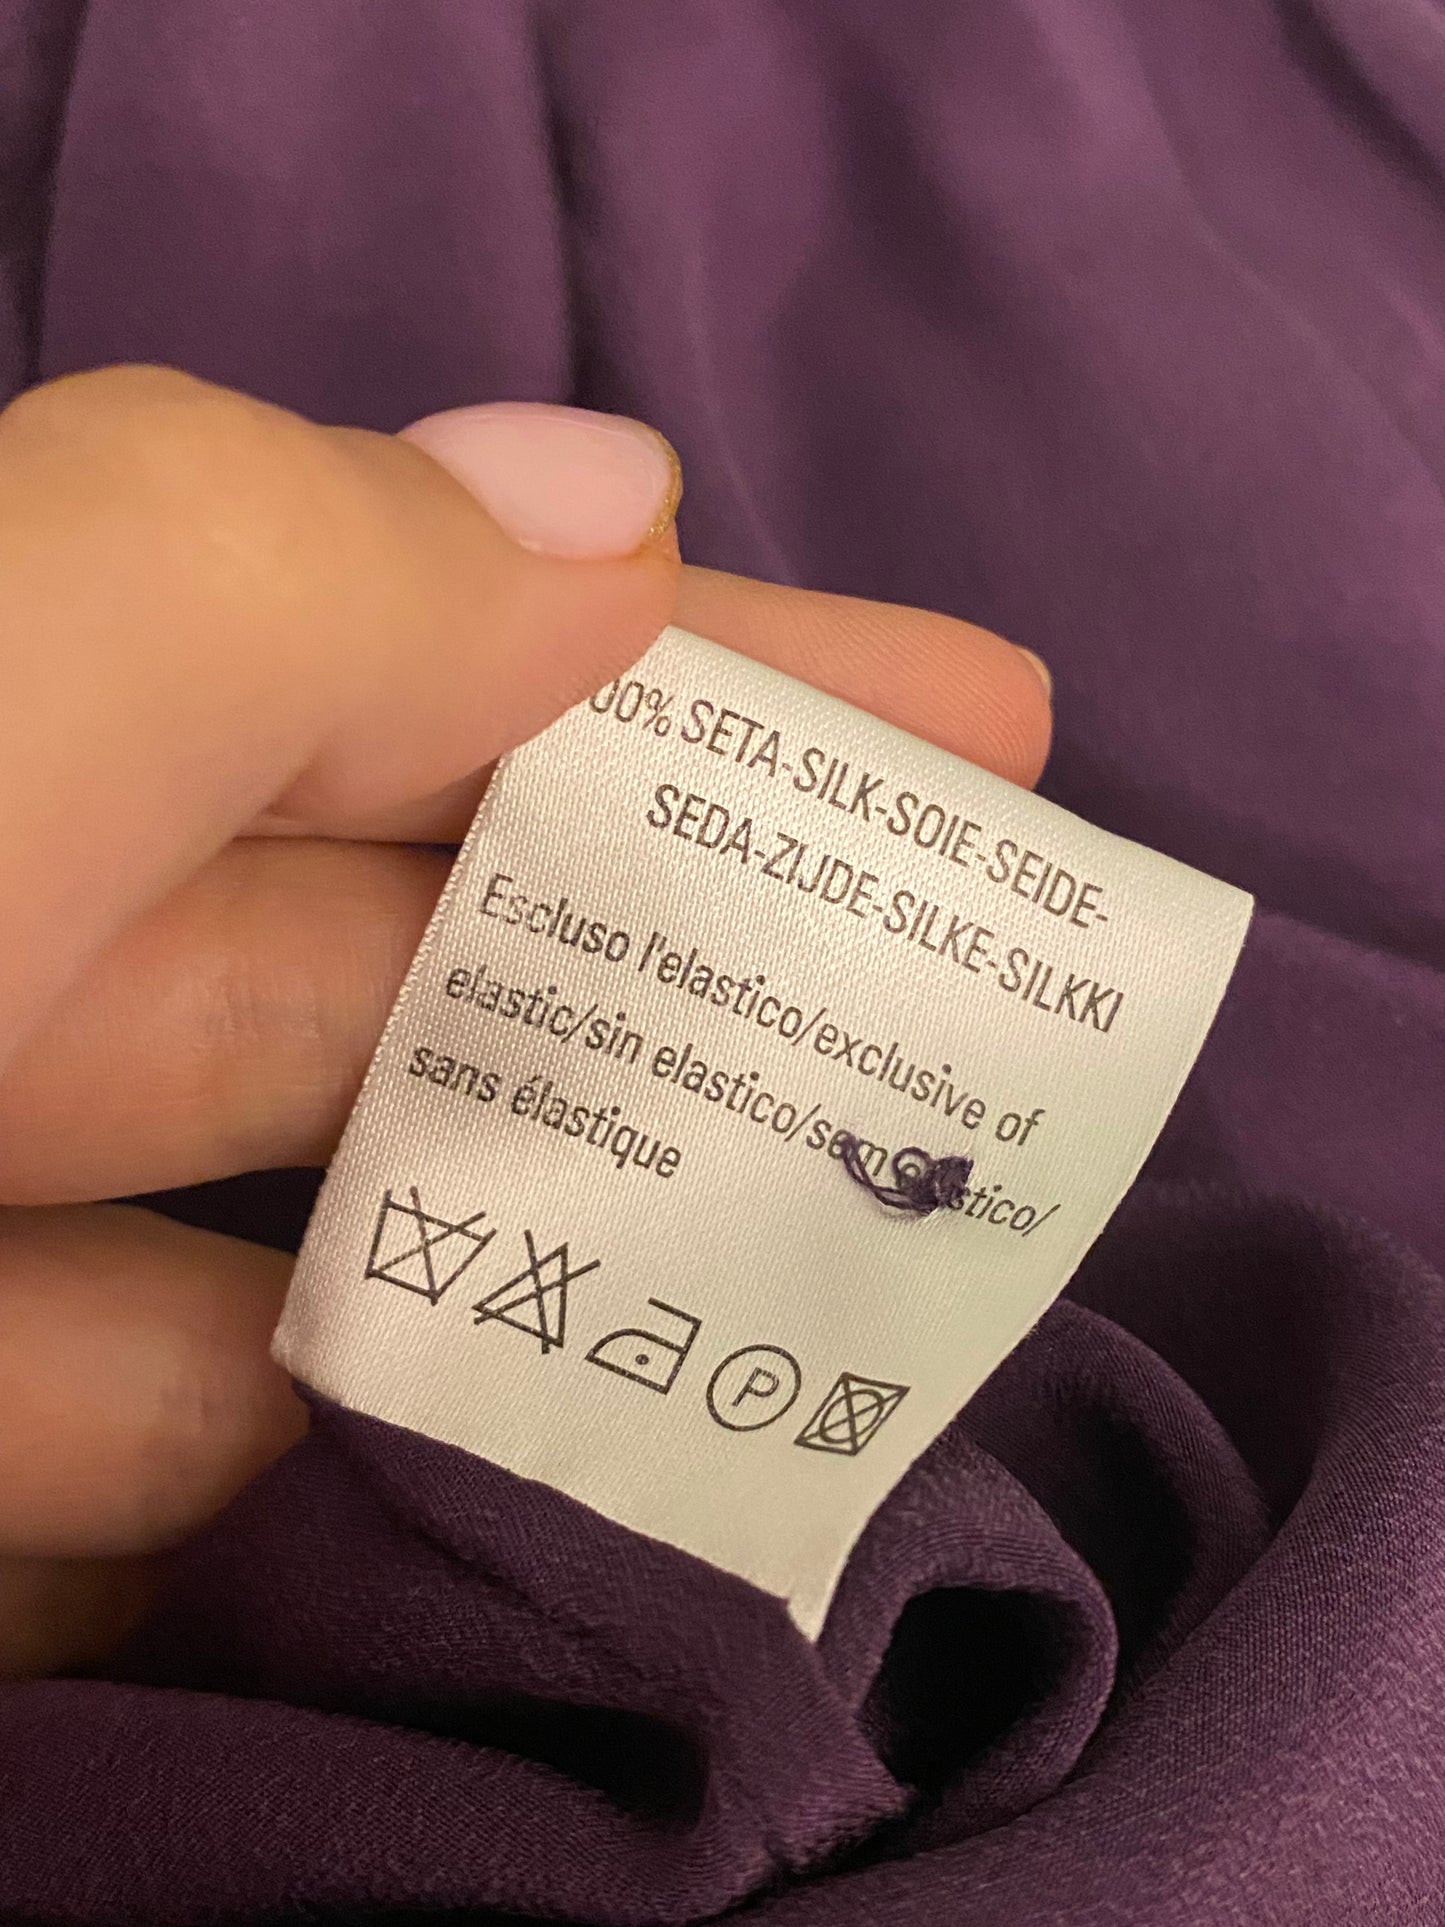 00% SETA-SILK-SOIE-SEIDE-
SEDA-ZIJDE-SILKE-SILKKI
Escluso l'elastico/exclusive of
elastic/sin elastico/sem elastico/
sans élastique
P